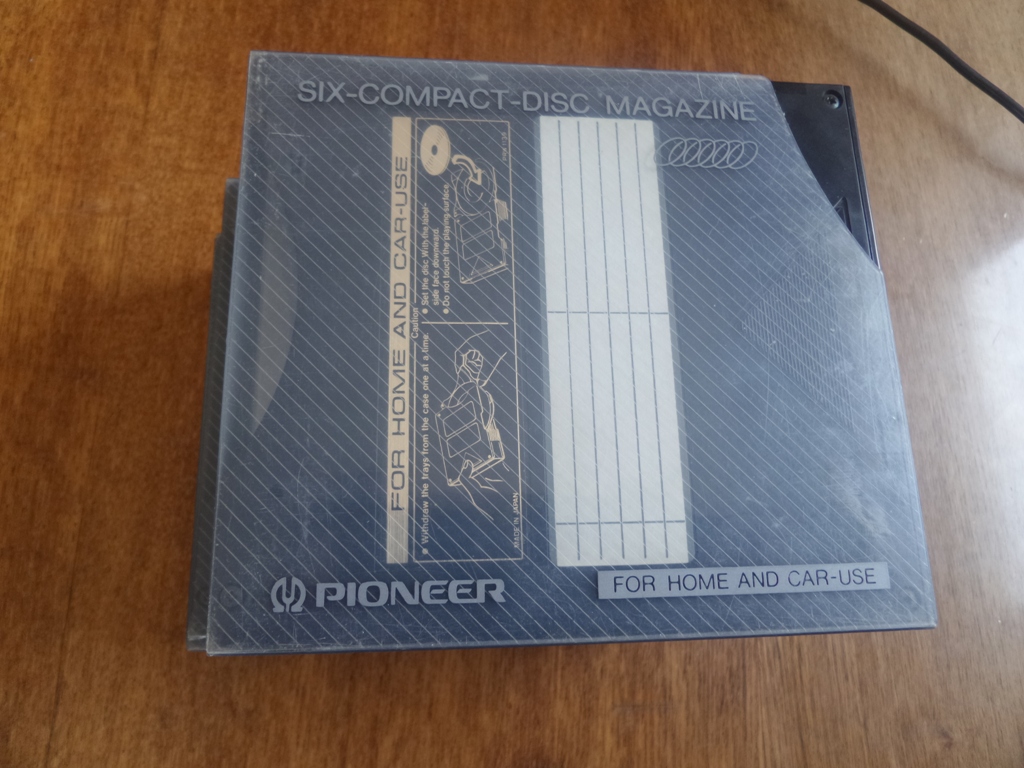 SIX-COMPACT-DISC MAGAZINE
FOR HOME AND CAR-USE
Caution
● Withdraw the trays from the case one at a time
● Set the disc With the label-
side face downward.
● Do not touch the playing surface
MADE IN JAPAN
PIONEER
FOR HOME AND CAR-USE